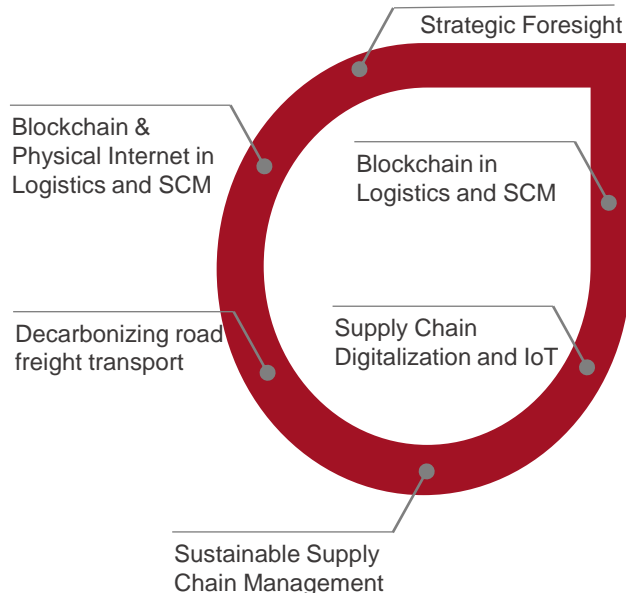 Strategic Foresight
Blockchain &
Physical Internet in
Logistics and SCM
Blockchain in
Logistics and SCM
Decarbonizing road
freight transport
Supply Chain
Digitalization and IoT
Sustainable Supply
Chain Management